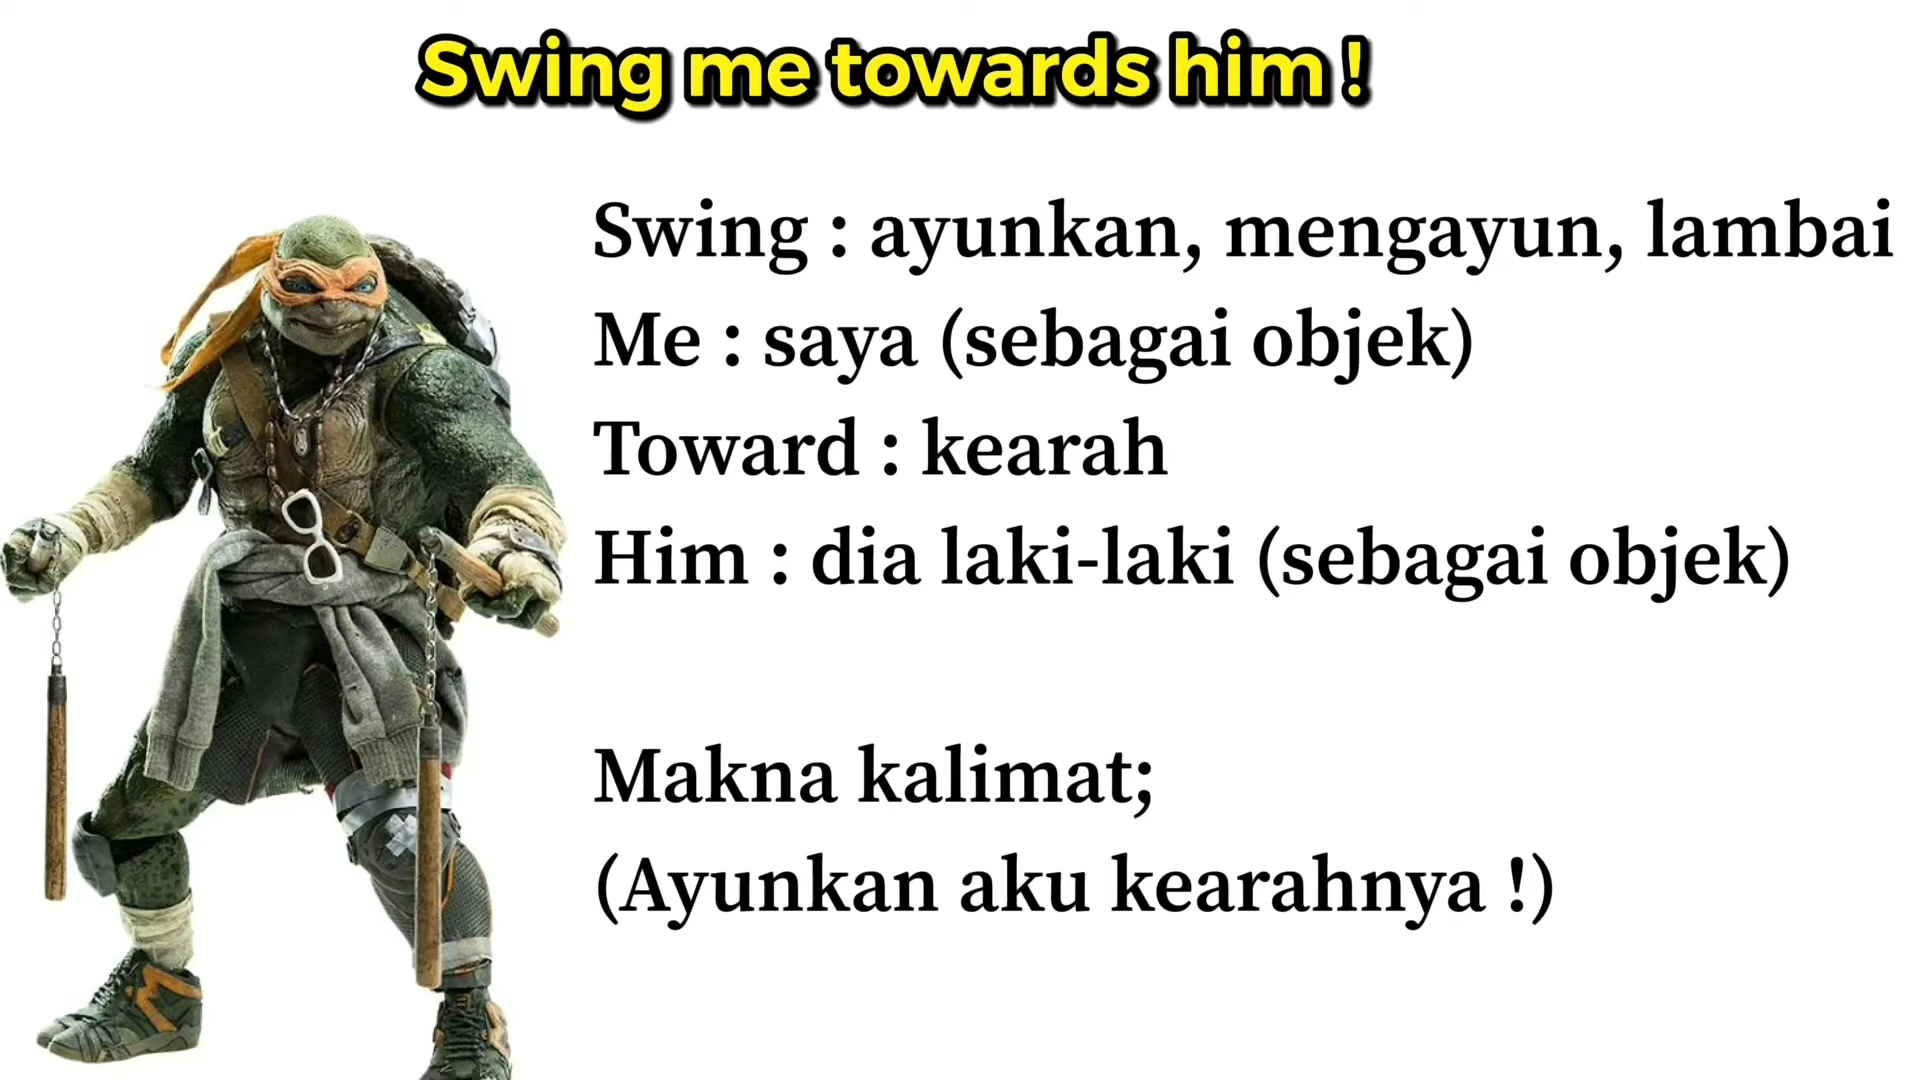 Swing me towards him !
Swing : ayunkan, mengayun, lambai
Me : saya (sebagai objek)
Toward : kearah
Him : dia laki-laki (sebagai objek)
Makna kalimat;
(Ayunkan aku kearahnya !)